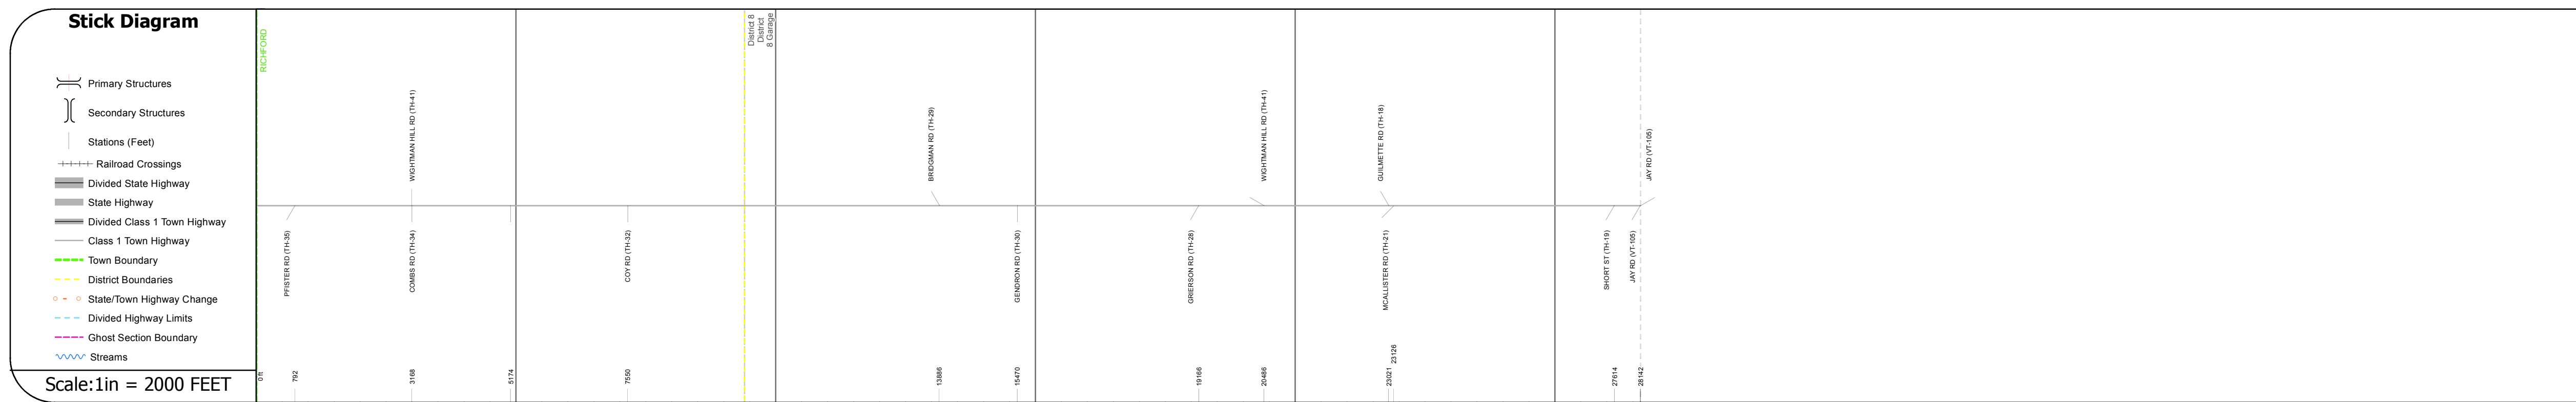 Stick Diagram
Primary Structures
Secondary Structures
Stations (Feet)
Railroad Crossings
Divided State Highway
State Highway
Divided Class 1 Town Highway
Class 1 Town Highway
Town Boundary
District Boundaries
State/Town Highway Change
Divided Highway Limits
Ghost Section Boundary
Streams
Scale:1in = 2000 FEET
RICHFORD
District 8
District
8 Garage
WIGHTMAN HILL RD (TH-41)
BRIDGMAN RD (TH-29)
WIGHTMAN HILL RD (TH-41)
GUILMETTE RD (TH-18)
JAY RD (VT-105)
PFISTER RD (TH-35)
COMBS RD (TH-34)
COY RD (TH-32)
GENDRON RD (TH-30)
GRIERSON RD (TH-28)
MCALLISTER RD (TH-21)
SHORT ST (TH-19)
JAY RD (VT-105)
0 ft
792
3168
5174
7550
13886
15470
19166
20486
23021
23126
27614
28142